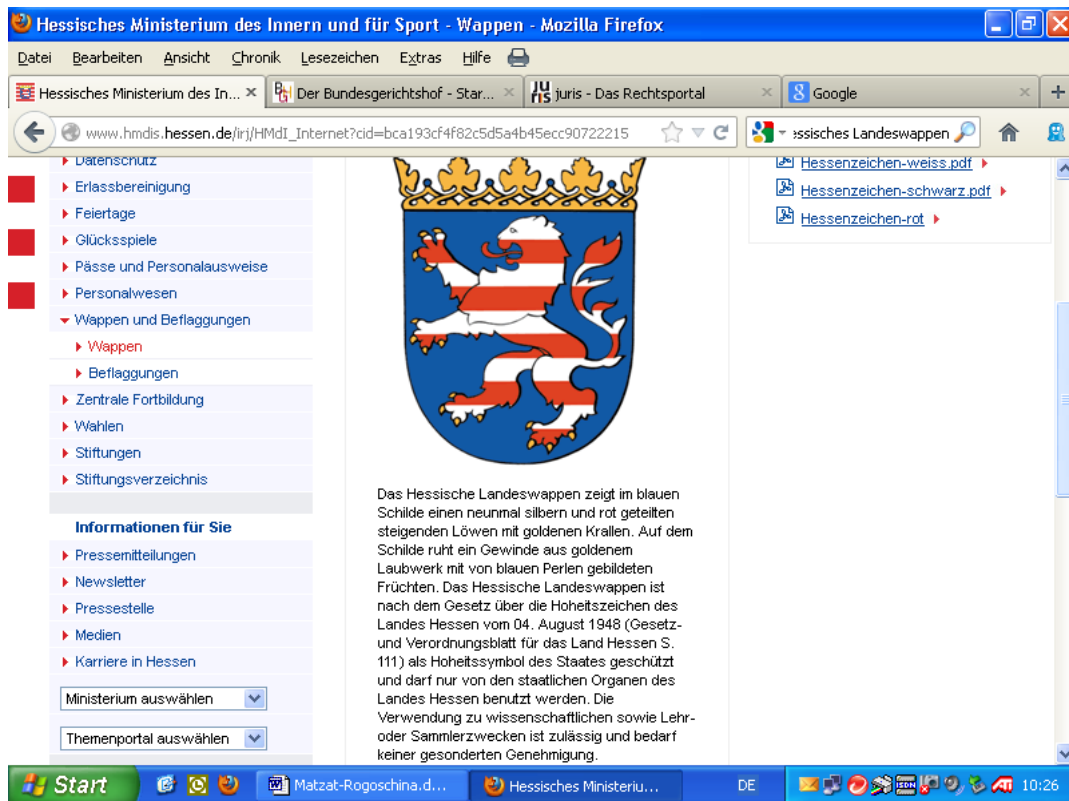 Hessisches Ministerium des Innern und für Sport - Wappen - Mozilla Firefox
Datei Bearbeiten Ansicht Chronik Lesezeichen Extras Hilfe
Hessisches Ministerium des In... Der Bundesgerichtshof - Star... juris - Das Rechtsportal Google
www.hmdis.hessen.de/irj/HMdI_Internet?cid=bca193cf4f82c5d5a4b45ecc90722215 Landeswappen
Datenschutz
Erlassbereinigung
Feiertage
Glücksspiele
Pässe und Personalausweise
Personalwesen
Wappen und Beflaggungen
Wappen
Beflaggungen
Zentrale Fortbildung
Wahlen
Stiftungen
Stiftungsverzeichnis
Informationen für Sie
Pressemitteilungen
Newsletter
Pressestelle
Medien
Karriere in Hessen
Ministerium auswählen
Themenportal auswählen
Das Hessische Landeswappen zeigt im blauen
Schilde einen neunmal silbern und rot geteilten
steigenden Löwen mit goldenen Krallen. Auf dem
Schilde ruht ein Gewinde aus goldenem
Laubwerk mit von blauen Perlen gebildeten
Früchten. Das Hessische Landeswappen ist
nach dem Gesetz über die Hoheitszeichen des
Landes Hessen vom 04. August 1948 (Gesetz-
und Verordnungsblatt für das Land Hessen S.
111) als Hoheitssymbol des Staates geschützt
und darf nur von den staatlichen Organen des
Landes Hessen benutzt werden. Die
Verwendung zu wissenschaftlichen sowie Lehr-
oder Sammlerzwecken ist zulässig und bedarf
keiner gesonderten Genehmigung.
Hessenzeichen-weiss.pdf
Hessenzeichen-schwarz.pdf
Hessenzeichen-rot
Start Matzat-Rogoschina.d... Hessisches Ministeriu... DE 10:26